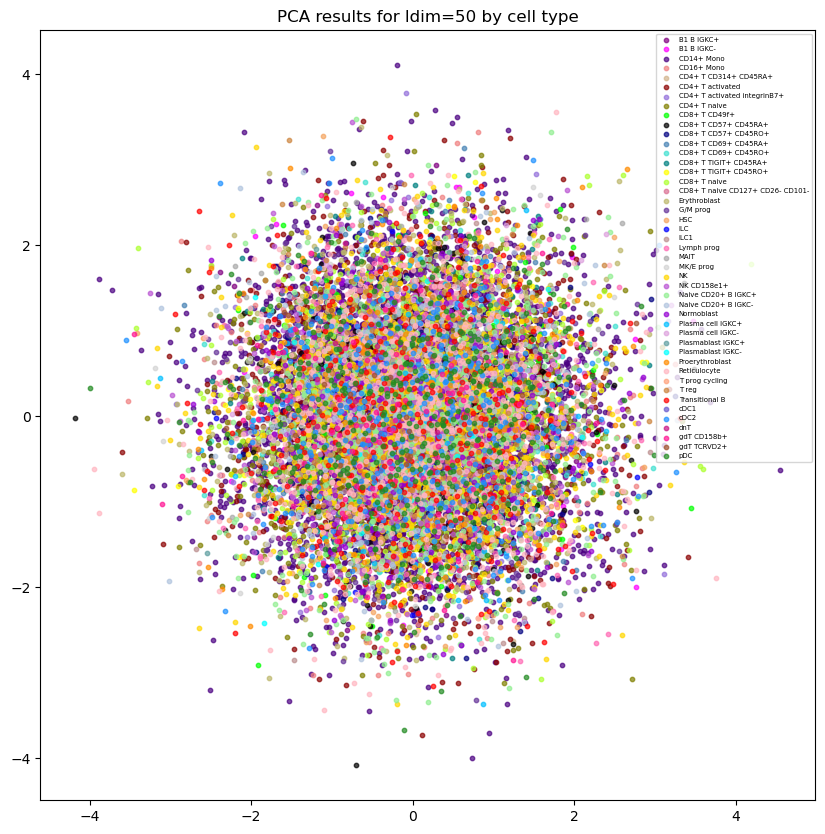 PCA results for ldim=50 by cell type
B1 B IGKC+
B1 B IGKC-
CD14+ Mono
CD16+ Mono
CD4+ T CD314+ CD45RA+
CD4+ T activated
CD4+ T activated integrinB7+
CD4+ T naive
CD8+ T CD49f+
CD8+ T CD57+ CD45RA+
CD8+ T CD57+ CD45RO+
CD8+ T CD69+ CD45RA+
CD8+ T CD69+ CD45RO+
CD8+ T TIGIT+ CD45RA+
CD8+ T TIGIT+ CD45RO+
CD8+ T naive
CD8+ T naive CD127+ CD26- CD101-
Erythroblast
G/M prog
HSC
ILC
ILC1
Lymph prog
MAIT
MK/E prog
NK
NK CD158e1+
Naive CD20+ B IGKC+
Naive CD20+ B IGKC-
Normoblast
Plasma cell IGKC+
Plasma cell IGKC-
Plasmablast IGKC+
Plasmablast IGKC-
Proerythroblast
Reticulocyte
T prog cycling
T reg
Transitional B
cDC1
cDC2
dnT
gdT CD158b+
gdT TCRVD2+
pDC
4
2
0
−2
−4
−4 −2 0 2 4